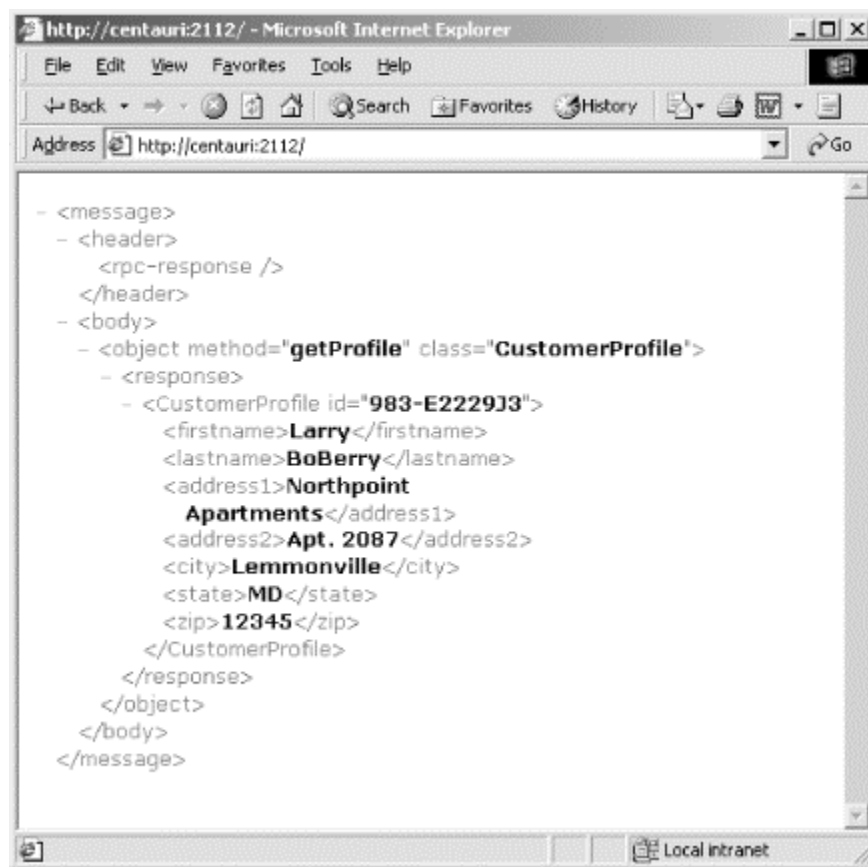 http://centauri:2112/ - Microsoft Internet Explorer
File Edit View Favorites Tools Help
Back Search Favorites History W
Address http://centauri:2112/ Go
- <message>
- <header>
<rpc-response />
</header>
- <body>
- <object method="getProfile" class="CustomerProfile">
- <response>
- <CustomerProfile id="983-E2229J3">
<firstname>Larry</firstname>
<lastname>BoBerry</lastname>
<address1>Northpoint
Apartments</address1>
<address2>Apt. 2087</address2>
<city>Lemmonville</city>
<state>MD</state>
<zip>12345</zip>
</CustomerProfile>
</response>
</object>
</body>
</message>
Local intranet